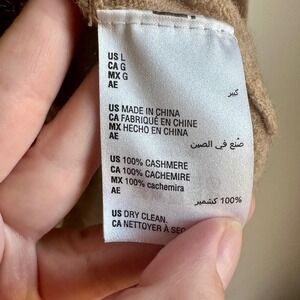 US L
CA G
MX G
AE كبير
US MADE IN CHINA
CA FABRIQUÉ EN CHINE
MX HECHO EN CHINA
AE صُنع في الصين
US 100% CASHMERE
CA 100% CACHEMIRE
MX 100% cachemira
AE 100% كشمير
US DRY CLEAN.
CA NETTOYER À SEC